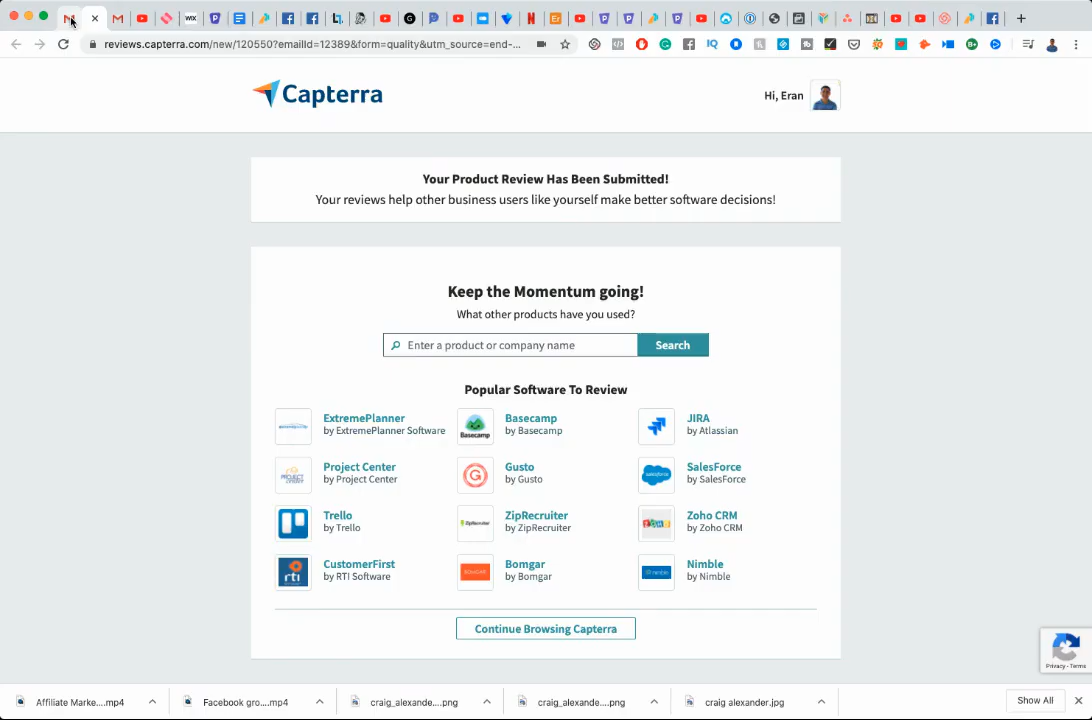 reviews.capterra.com/new/120550?emailId=12389&form=quality&utm_source=end-...
Capterra
Hi, Eran
Your Product Review Has Been Submitted!
Your reviews help other business users like yourself make better software decisions!
Keep the Momentum going!
What other products have you used?
Enter a product or company name
Search
Popular Software To Review
ExtremePlanner
by ExtremePlanner Software
Basecamp
by Basecamp
JIRA
by Atlassian
Project Center
by Project Center
Gusto
by Gusto
SalesForce
by SalesForce
Trello
by Trello
ZipRecruiter
by ZipRecruiter
Zoho CRM
by Zoho CRM
CustomerFirst
by RTI Software
Bomgar
by Bomgar
Nimble
by Nimble
Continue Browsing Capterra
Privacy - Terms
Affiliate Marke....mp4
Facebook gro....mp4
craig_alexande....png
craig_alexande....png
craig alexander.jpg
Show All